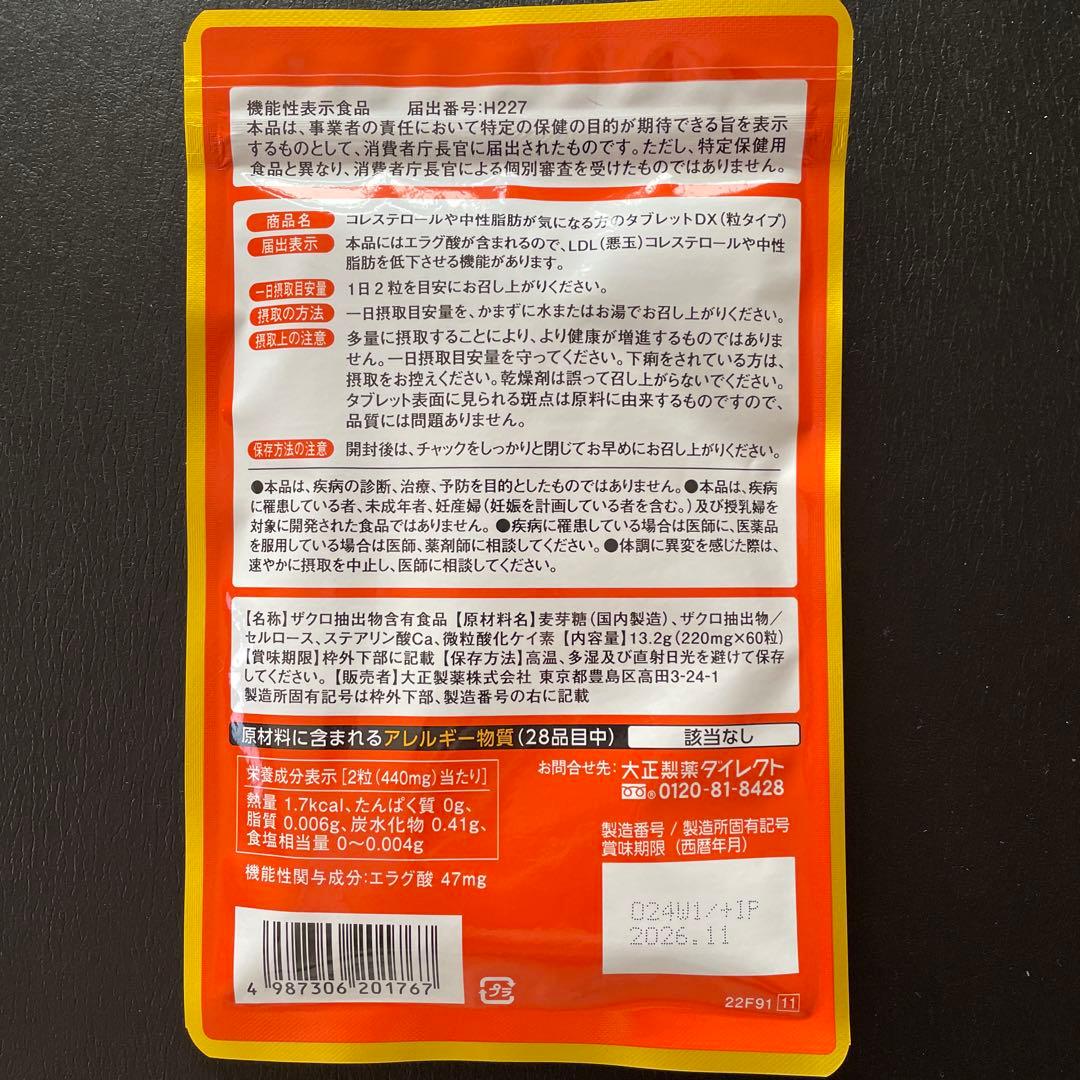 機能性表示食品　届出番号:H227
本品は、事業者の責任において特定の保健の目的が期待できる旨を表示
するものとして、消費者庁長官に届出されたものです。ただし、特定保健用
食品と異なり、消費者庁長官による個別審査を受けたものではありません。
商品名 コレステロールや中性脂肪が気になる方のタブレットDX(粒タイプ)
届出表示 本品にはエラグ酸が含まれるので、LDL(悪玉)コレステロールや中性
脂肪を低下させる機能があります。
一日摂取目安量 1日2粒を目安にお召し上がりください。
摂取の方法 一日摂取目安量を、かまずに水またはお湯でお召し上がりください。
摂取上の注意 多量に摂取することにより、より健康が増進するものではありま
せん。一日摂取目安量を守ってください。下痢をされている方は、
摂取をお控えください。乾燥剤は誤って召し上がらないでください。
タブレット表面に見られる斑点は原料に由来するものですので、
品質には問題ありません。
保存方法の注意 開封後は、チャックをしっかりと閉じてお早めにお召し上がりください。
●本品は、疾病の診断、治療、予防を目的としたものではありません。●本品は、疾病
に罹患している者、未成年者、妊産婦(妊娠を計画している者を含む。)及び授乳婦を
対象に開発された食品ではありません。●疾病に罹患している場合は医師に、医薬品
を服用している場合は医師、薬剤師に相談してください。●体調に異変を感じた際は、
速やかに摂取を中止し、医師に相談してください。
【名称】ザクロ抽出物含有食品【原材料名】麦芽糖(国内製造)、ザクロ抽出物/
セルロース、ステアリン酸Ca、微粒酸化ケイ素【内容量】13.2g(220mg×60粒)
【賞味期限】枠外下部に記載【保存方法】高温、多湿及び直射日光を避けて保存
してください。【販売者】大正製薬株式会社 東京都豊島区高田3-24-1
製造所固有記号は枠外下部、製造番号の右に記載
原材料に含まれるアレルギー物質(28品目中) 該当なし
栄養成分表示[2粒(440mg)当たり]
熱量 1.7kcal、たんぱく質 0g、
脂質 0.006g、炭水化物 0.41g、
食塩相当量 0〜0.004g
機能性関与成分:エラグ酸 47mg
お問合せ先: 大正製薬ダイレクト
® 0120-81-8428
製造番号 / 製造所固有記号
賞味期限 (西暦年月)
024W1/+IP
2026.11
4 987306 201767
プラ
22F91 11